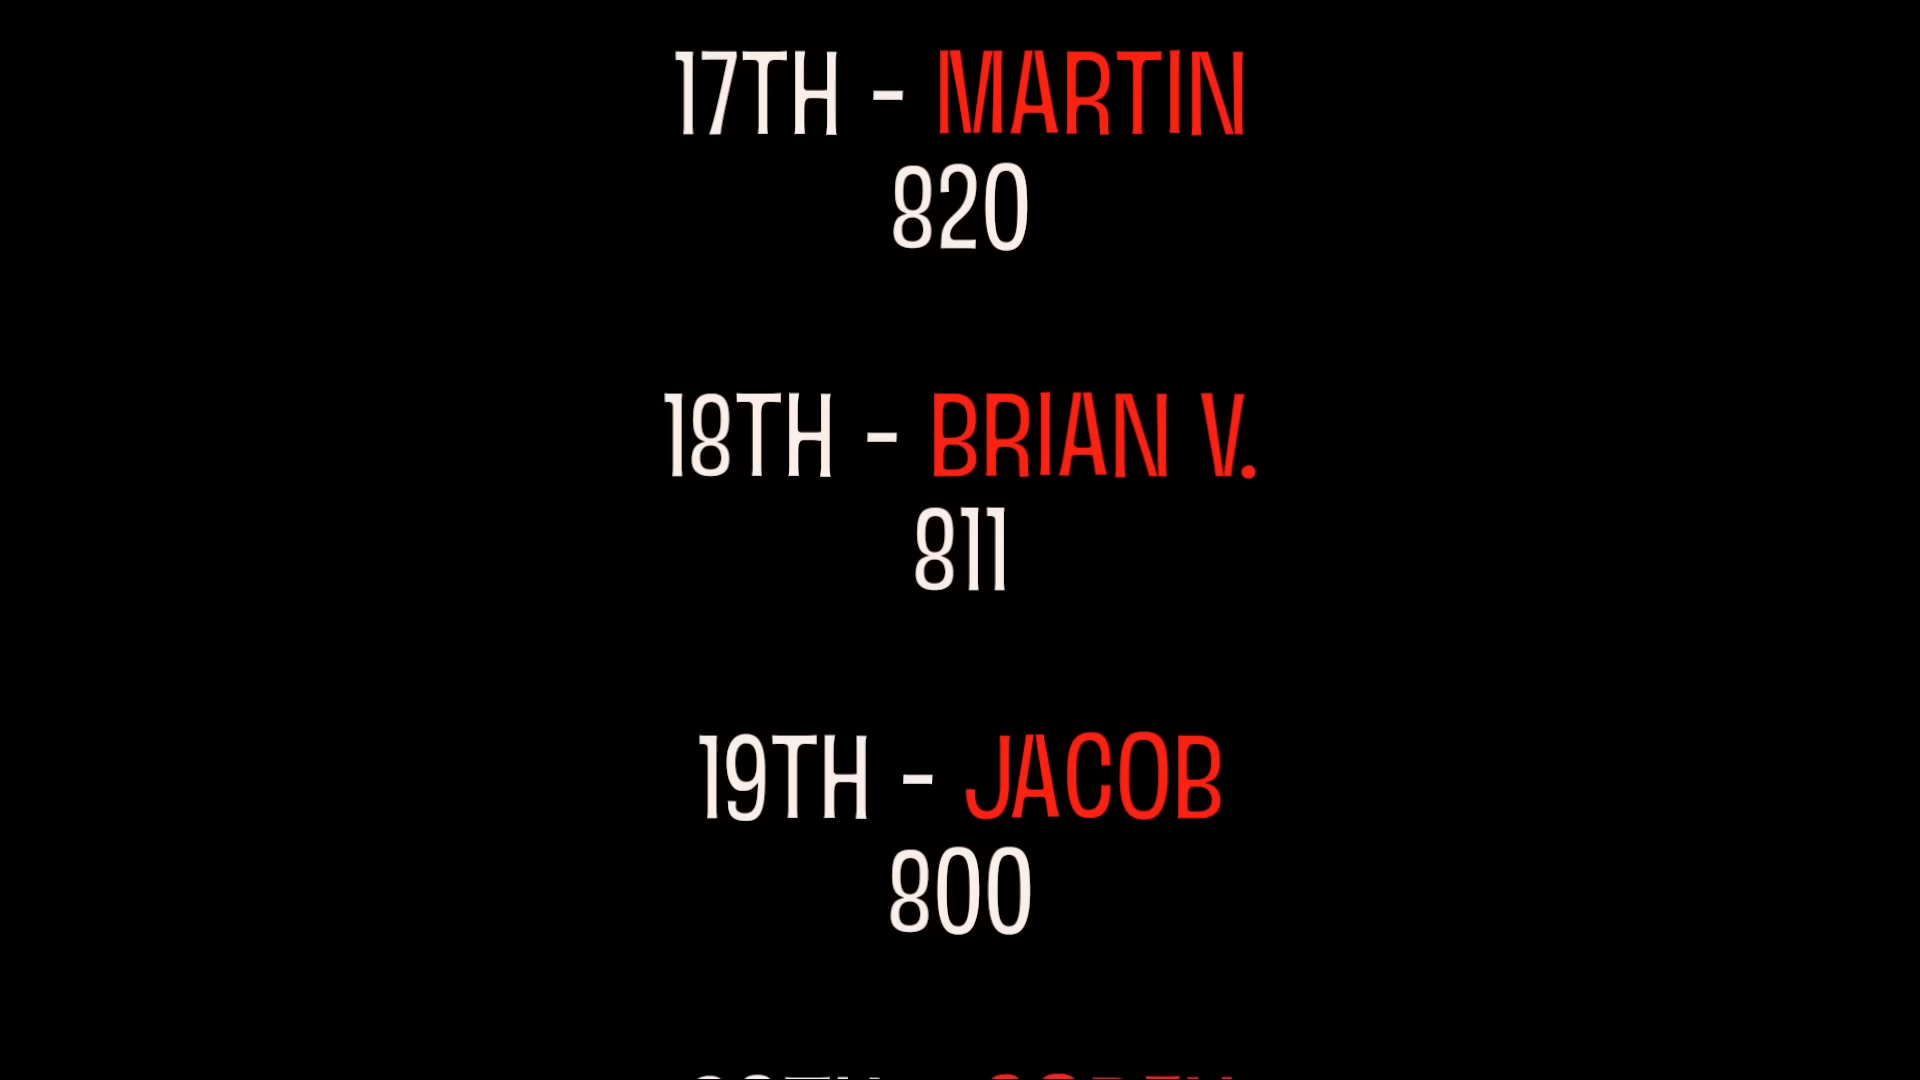 17TH - MARTIN
820
18TH - BRIAN V.
811
19TH - JACOB
800